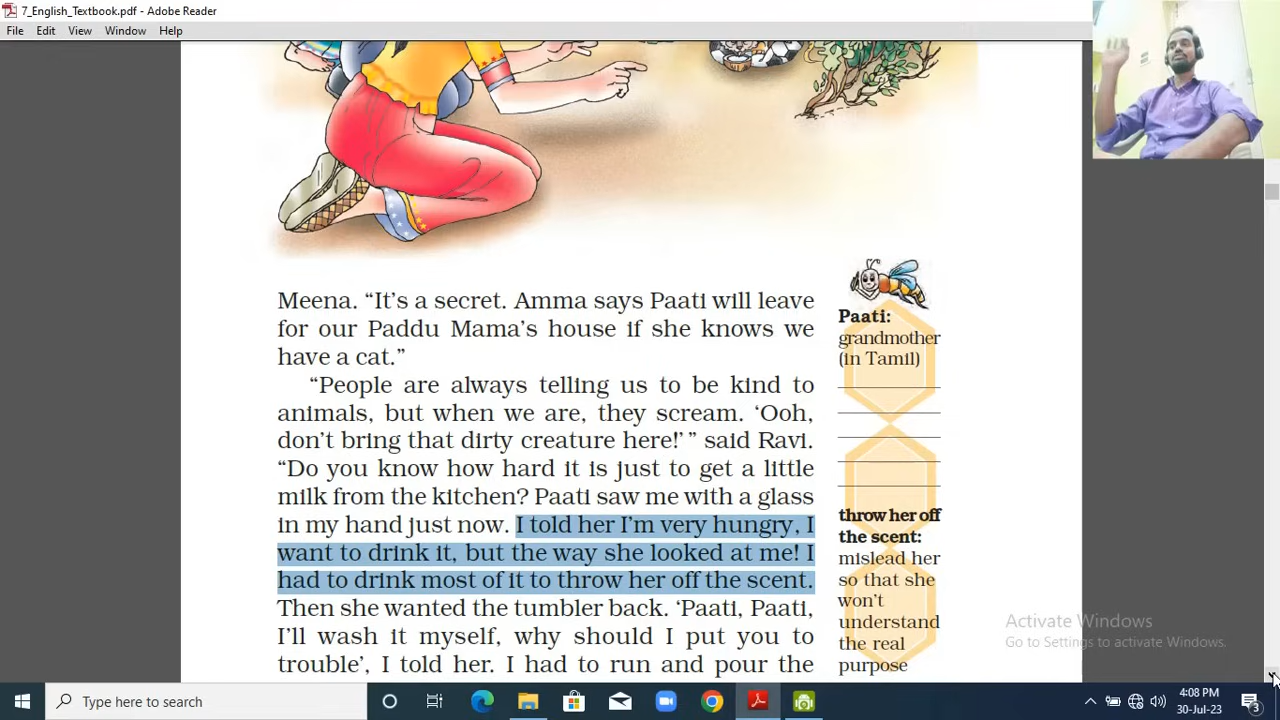 7_English_Textbook.pdf - Adobe Reader
File Edit View Window Help
Meena. “It’s a secret. Amma says Paati will leave
for our Paddu Mama’s house if she knows we
have a cat.”
“People are always telling us to be kind to
animals, but when we are, they scream. ‘Ooh,
don’t bring that dirty creature here!’ ” said Ravi.
“Do you know how hard it is just to get a little
milk from the kitchen? Paati saw me with a glass
in my hand just now. I told her I’m very hungry, I
want to drink it, but the way she looked at me! I
had to drink most of it to throw her off the scent.
Then she wanted the tumbler back. ‘Paati, Paati,
I’ll wash it myself, why should I put you to
trouble’, I told her. I had to run and pour the
Paati:
grandmother
(in Tamil)
throw her off
the scent:
mislead her
so that she
won’t
understand
the real
purpose
Activate Windows
Go to Settings to activate Windows.
Type here to search
4:08 PM
30-Jul-23
3